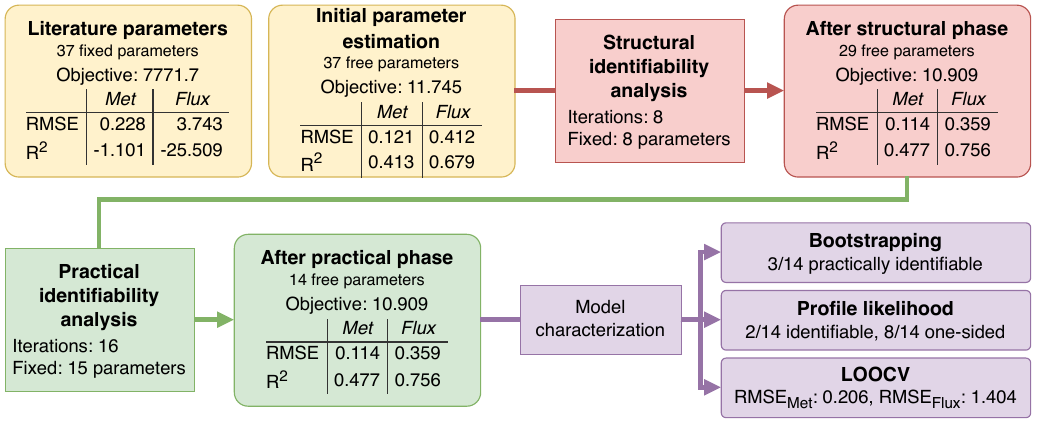 Literature parameters
37 fixed parameters
Objective: 7771.7
Met Flux
RMSE 0.228 3.743
R2 -1.101 -25.509
Initial parameter
estimation
37 free parameters
Objective: 11.745
Met Flux
RMSE 0.121 0.412
R2 0.413 0.679
Structural
identifiability
analysis
Iterations: 8
Fixed: 8 parameters
After structural phase
29 free parameters
Objective: 10.909
Met Flux
RMSE 0.114 0.359
R2 0.477 0.756
Practical
identifiability
analysis
Iterations: 16
Fixed: 15 parameters
After practical phase
14 free parameters
Objective: 10.909
Met Flux
RMSE 0.114 0.359
R2 0.477 0.756
Model
characterization
Bootstrapping
3/14 practically identifiable
Profile likelihood
2/14 identifiable, 8/14 one-sided
LOOCV
RMSEMet: 0.206, RMSEFlux: 1.404